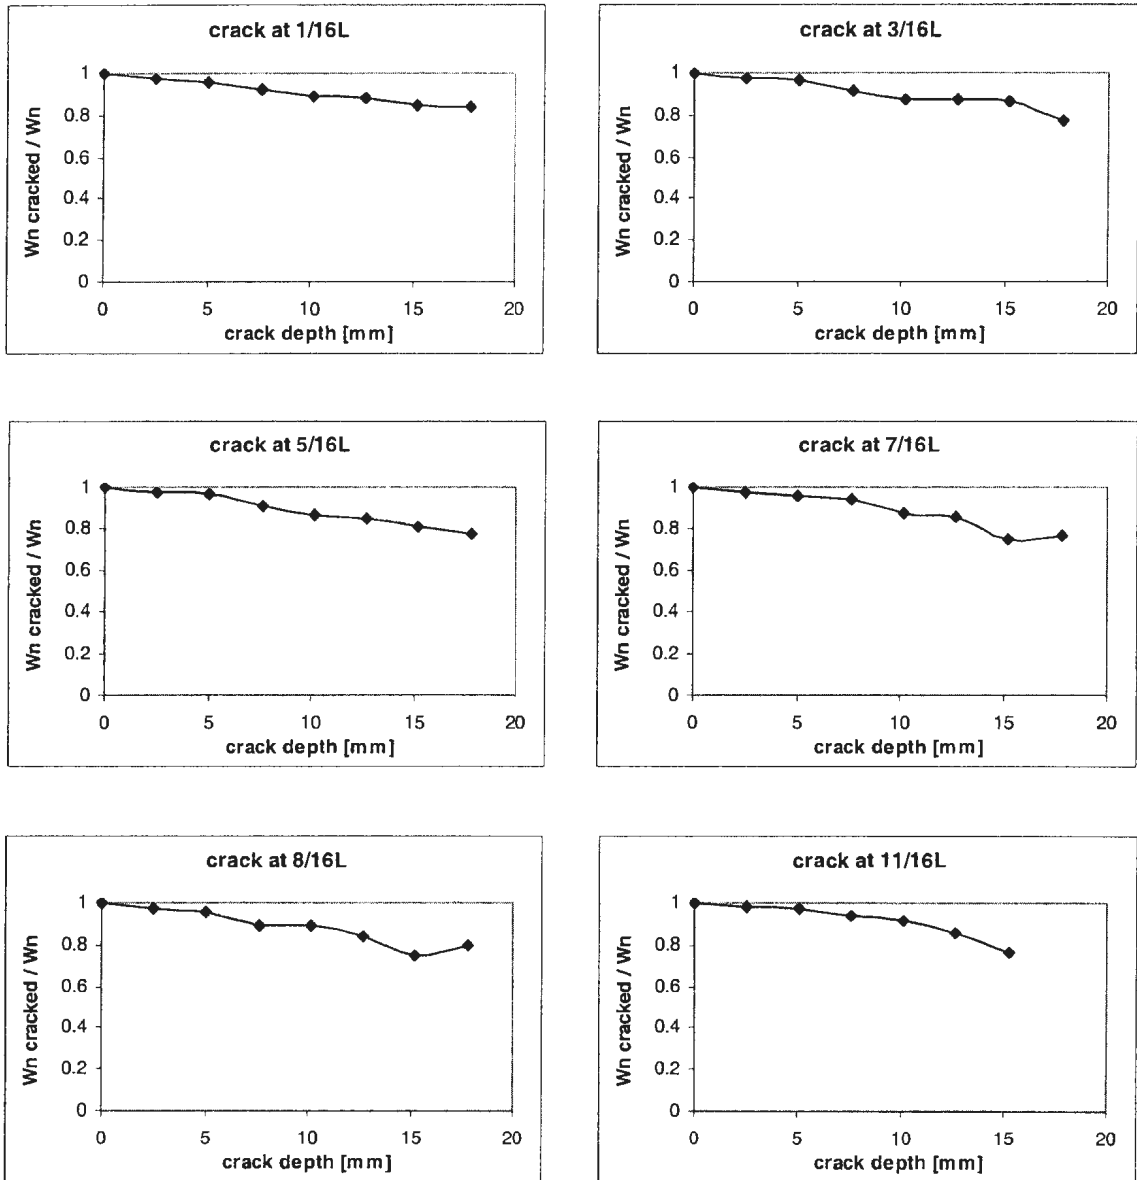 crack at 1/16L
Wn cracked / Wn
1
0.8
0.6
0.4
0.2
0
0 5 10 15 20
crack depth [mm]
crack at 3/16L
Wn cracked / Wn
1
0.8
0.6
0.4
0.2
0
0 5 10 15 20
crack depth [mm]
crack at 5/16L
Wn cracked / Wn
1
0.8
0.6
0.4
0.2
0
0 5 10 15 20
crack depth [mm]
crack at 7/16L
Wn cracked / Wn
1
0.8
0.6
0.4
0.2
0
0 5 10 15 20
crack depth [mm]
crack at 8/16L
Wn cracked / Wn
1
0.8
0.6
0.4
0.2
0
0 5 10 15 20
crack depth [mm]
crack at 11/16L
Wn cracked / Wn
1
0.8
0.6
0.4
0.2
0
0 5 10 15 20
crack depth [mm]